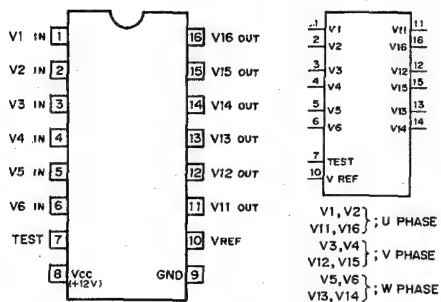 V1 IN 1 16 V16 OUT
V2 IN 2 15 V15 OUT
V3 IN 3 14 V14 OUT
V4 IN 4 13 V13 OUT
V5 IN 5 12 V12 OUT
V6 IN 6 11 V11 OUT
TEST 7 10 VREF
8 Vcc (+12V) GND 9
1 V1 V11 11
2 V2 V16 16
3 V3 V12 12
4 V4 V15 15
5 V5 V13 13
6 V6 V14 14
7 TEST
10 V REF
V1, V2
V11, V16 } ; U PHASE
V3, V4
V12, V15 } ; V PHASE
V5, V6
V13, V14 } ; W PHASE